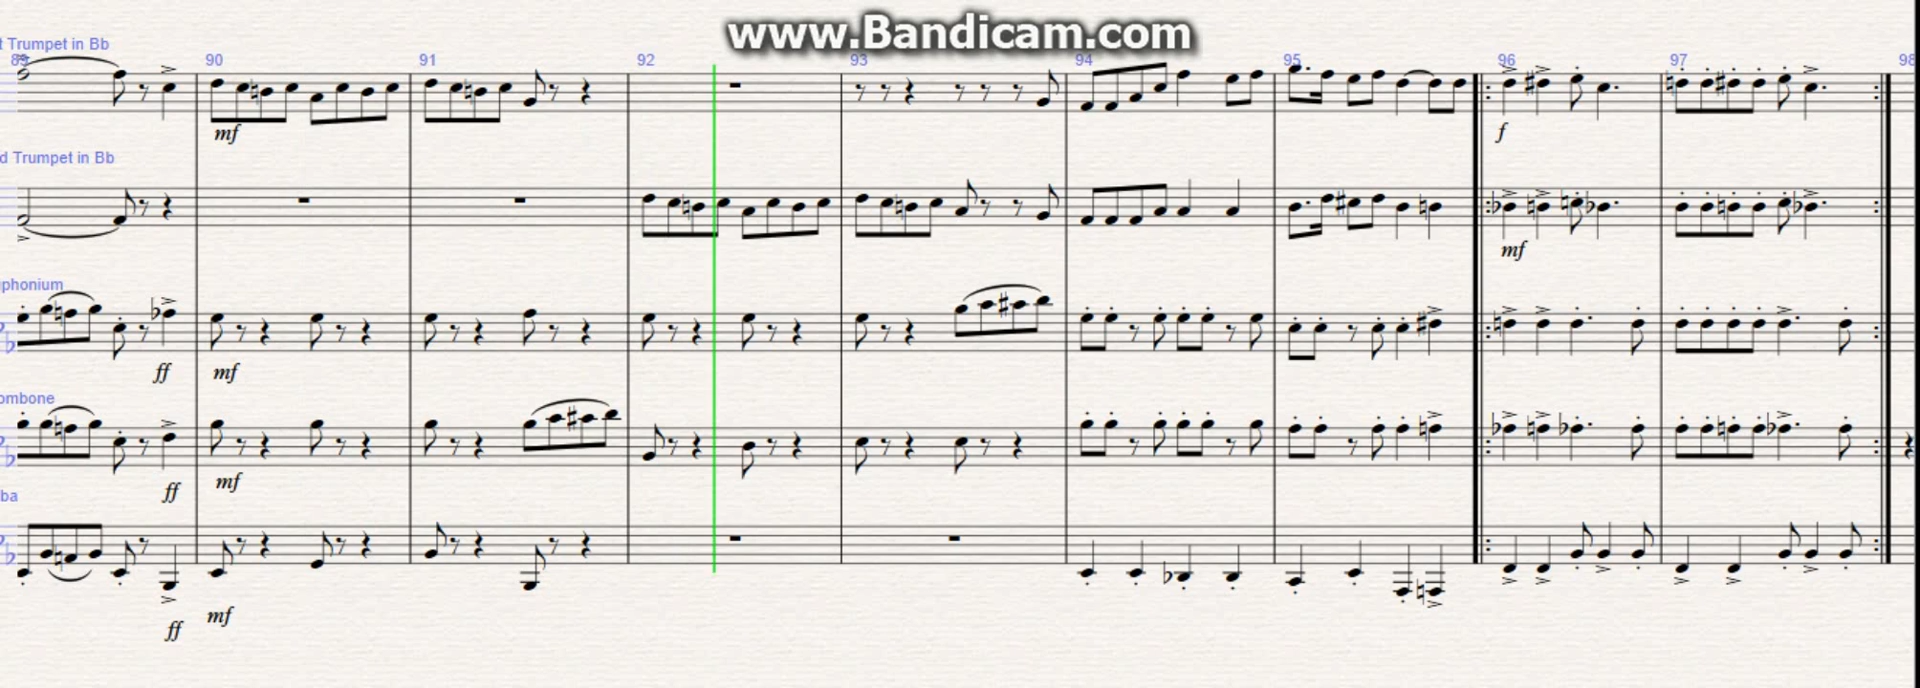 www.Bandicam.com
t Trumpet in Bb
89 90 91 92 93 94 95 96 97 98
mf f
d Trumpet in Bb
mf
phonium
ff mf
ombone
ff mf
ba
ff mf